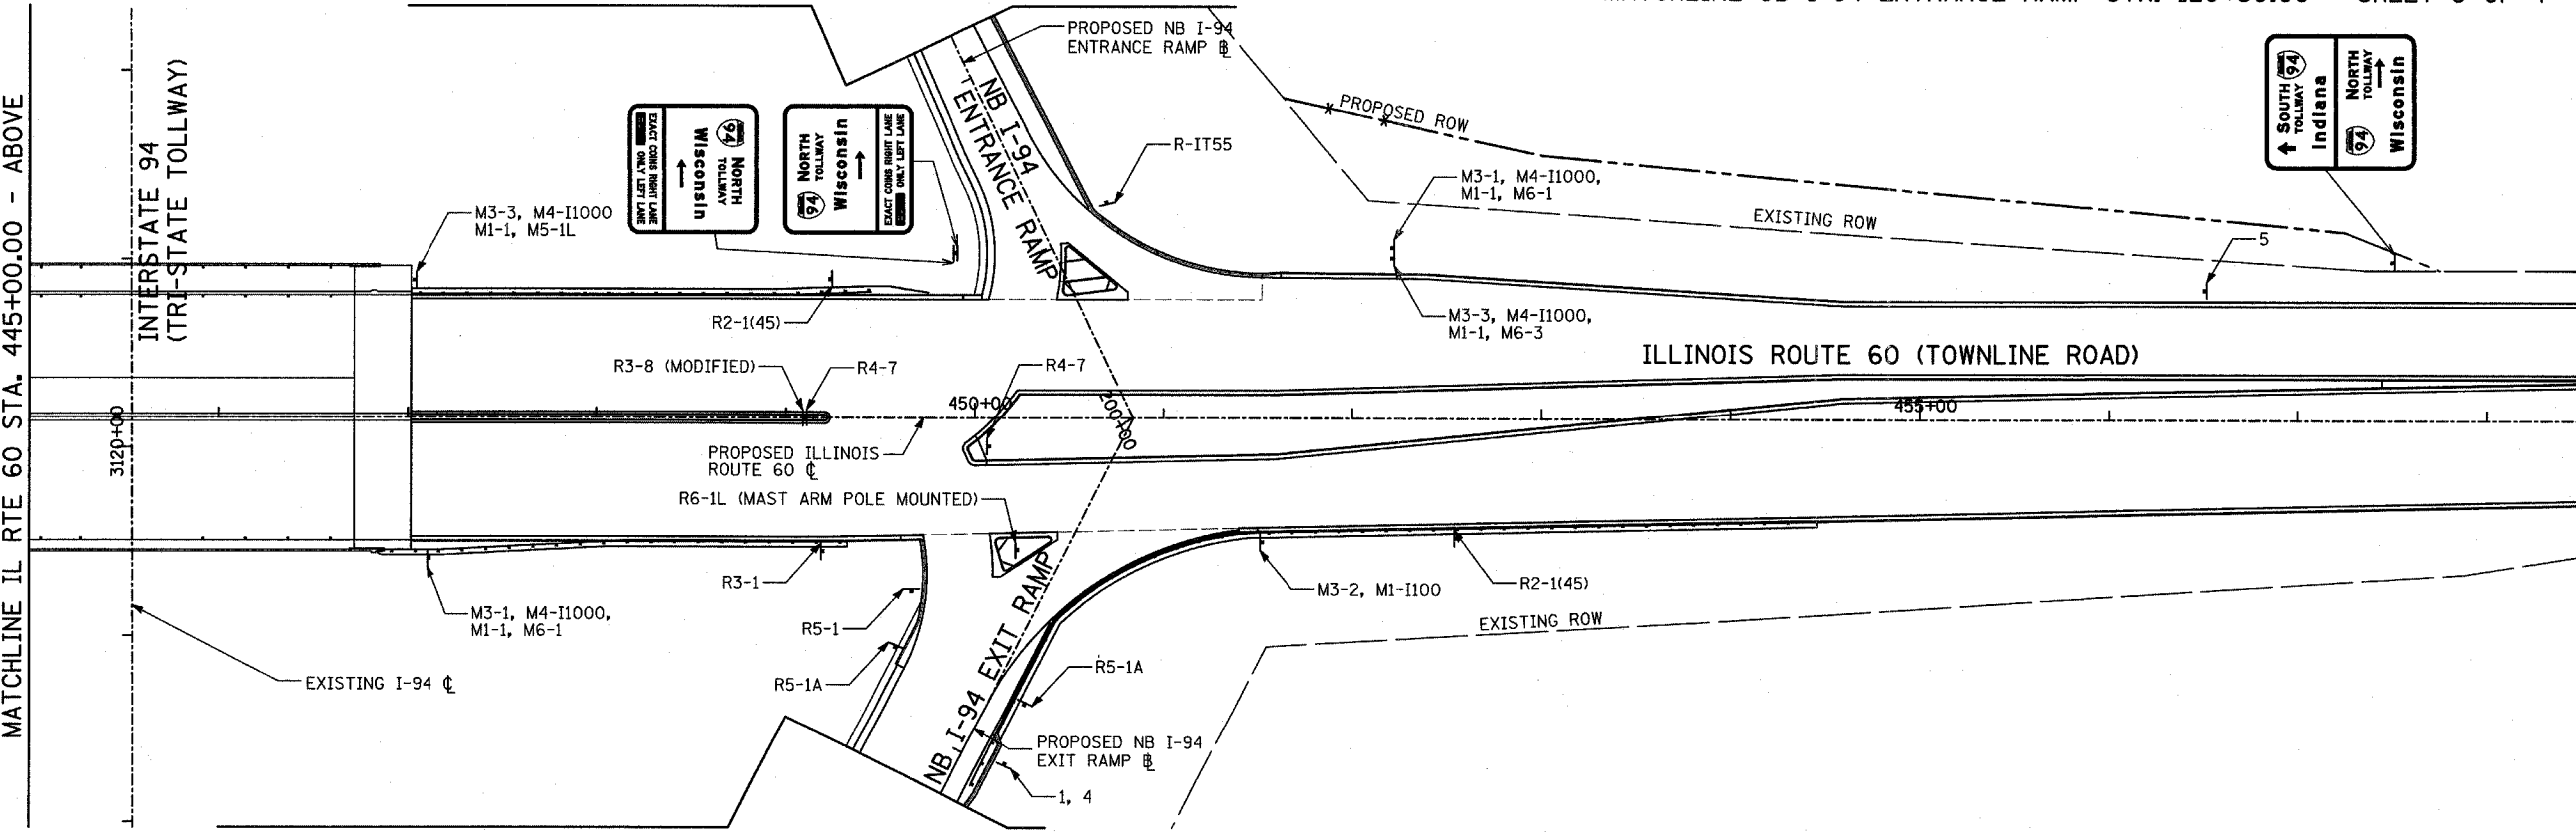 MATCHLINE IL RTE 60 STA. 445+00.00 - ABOVE
INTERSTATE 94
(TRI-STATE TOLLWAY)
3120+00
EXISTING I-94 ℄
M3-3, M4-I1000
M1-1, M5-1L
EXACT COINS RIGHT LANE
ONLY LEFT LANE
94 NORTH
TOLLWAY
Wisconsin
94 NORTH
TOLLWAY
Wisconsin
EXACT COINS RIGHT LANE
ONLY LEFT LANE
PROPOSED NB I-94
ENTRANCE RAMP ⅊
NB I-94
ENTRANCE RAMP
R-IT55
PROPOSED ROW
EXISTING ROW
M3-1, M4-I1000,
M1-1, M6-1
M3-3, M4-I1000,
M1-1, M6-3
SOUTH 94
TOLLWAY
Indiana
94 NORTH
TOLLWAY
Wisconsin
5
R2-1(45)
R3-8 (MODIFIED)
R4-7
R4-7
ILLINOIS ROUTE 60 (TOWNLINE ROAD)
450+00
200+00
455+00
PROPOSED ILLINOIS
ROUTE 60 ℄
R6-1L (MAST ARM POLE MOUNTED)
R3-1
M3-1, M4-I1000,
M1-1, M6-1
R5-1
R5-1A
NB I-94 EXIT RAMP
M3-2, M1-I100
R2-1(45)
EXISTING ROW
R5-1A
PROPOSED NB I-94
EXIT RAMP ⅊
1, 4